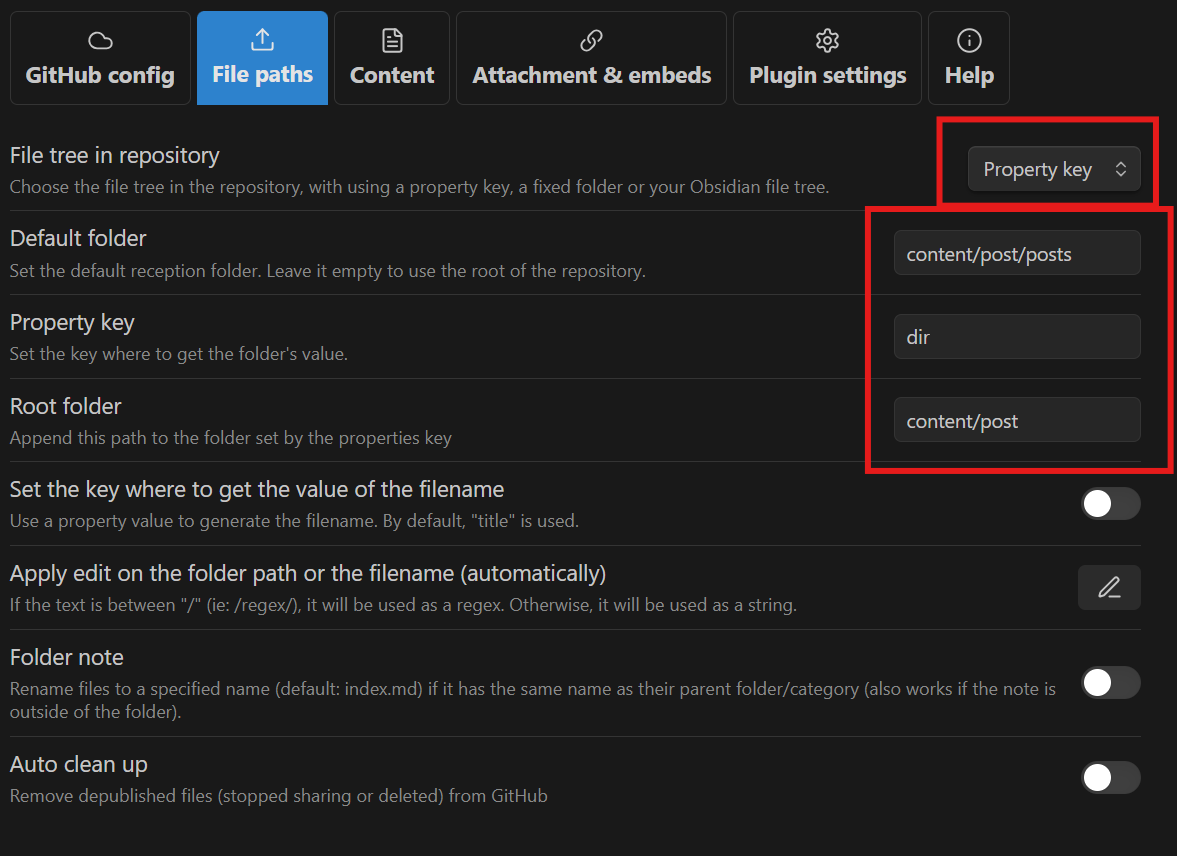 GitHub config
File paths
Content
Attachment & embeds
Plugin settings
Help
File tree in repository
Property key
Choose the file tree in the repository, with using a property key, a fixed folder or your Obsidian file tree.
Default folder
content/post/posts
Set the default reception folder. Leave it empty to use the root of the repository.
Property key
dir
Set the key where to get the folder's value.
Root folder
content/post
Append this path to the folder set by the properties key
Set the key where to get the value of the filename
Use a property value to generate the filename. By default, "title" is used.
Apply edit on the folder path or the filename (automatically)
If the text is between "/" (ie: /regex/), it will be used as a regex. Otherwise, it will be used as a string.
Folder note
Rename files to a specified name (default: index.md) if it has the same name as their parent folder/category (also works if the note is
outside of the folder).
Auto clean up
Remove depublished files (stopped sharing or deleted) from GitHub